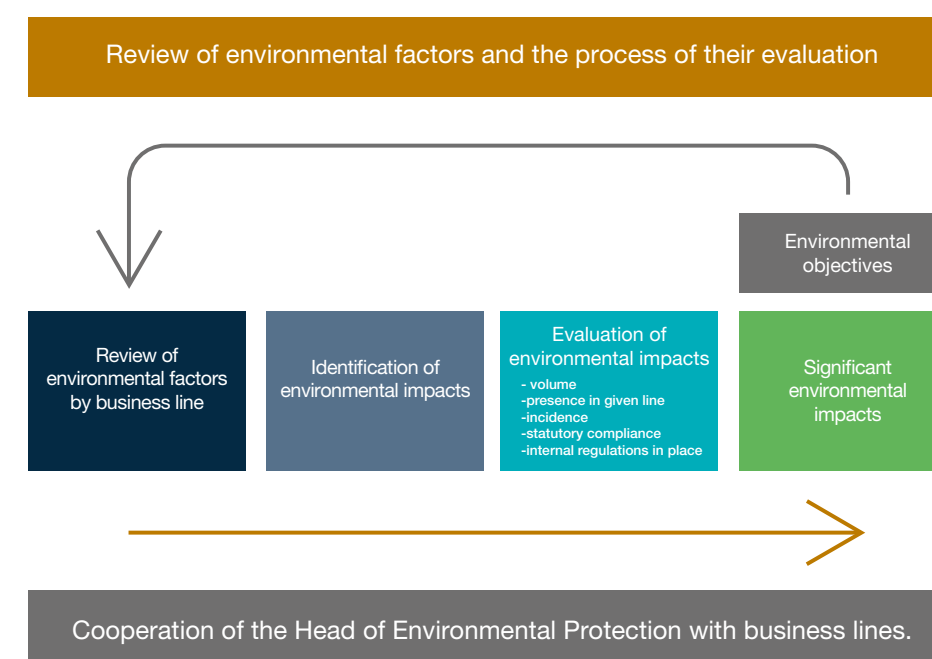 Review of environmental factors and the process of their evaluation
Environmental
objectives
Review of
environmental factors
by business line
Identification of
environmental impacts
Evaluation of
environmental impacts
- volume
-presence in given line
-incidence
-statutory compliance
-internal regulations in place
Significant
environmental
impacts
Cooperation of the Head of Environmental Protection with business lines.